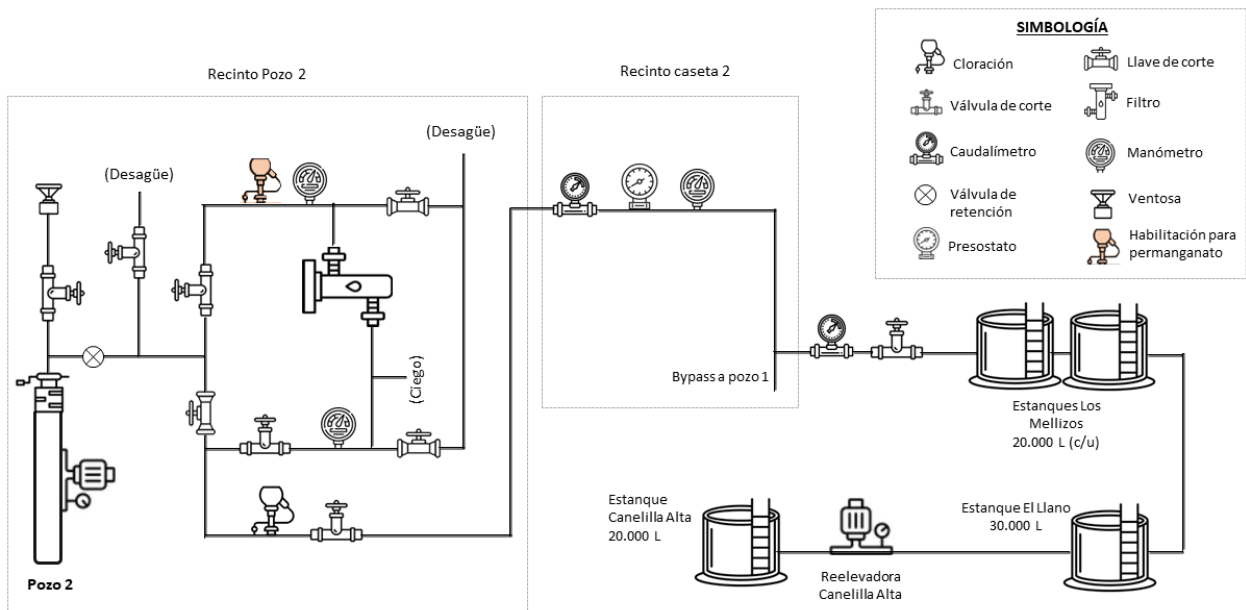 SIMBOLOGÍA
Cloración
Llave de corte
Válvula de corte
Filtro
Caudalímetro
Manómetro
Válvula de
retención
Ventosa
Presostato
Habilitación para
permanganato
Recinto Pozo 2
Recinto caseta 2
(Desagüe)
(Desagüe)
(Ciego)
Bypass a pozo 1
Estanques Los
Mellizos
20.000 L (c/u)
Estanque
Canelilla Alta
20.000 L
Estanque El Llano
30.000 L
Reelevadora
Canelilla Alta
Pozo 2